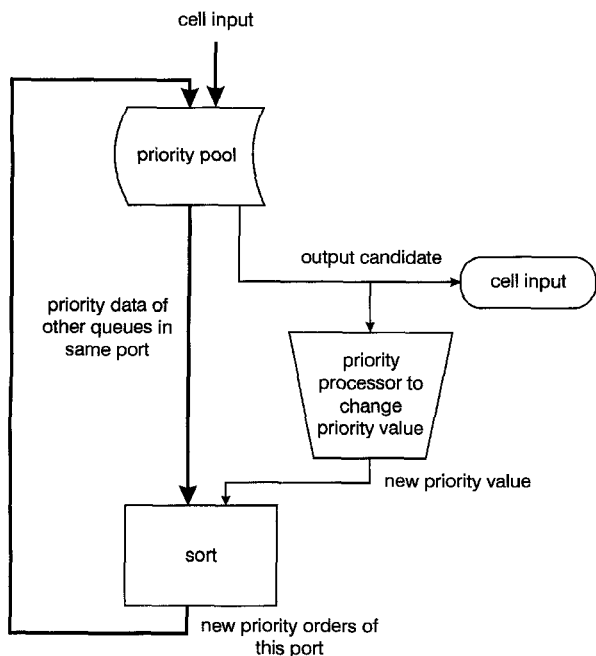 cell input
priority pool
output candidate
cell input
priority data of
other queues in
same port
priority
processor to
change
priority value
new priority value
sort
new priority orders of
this port